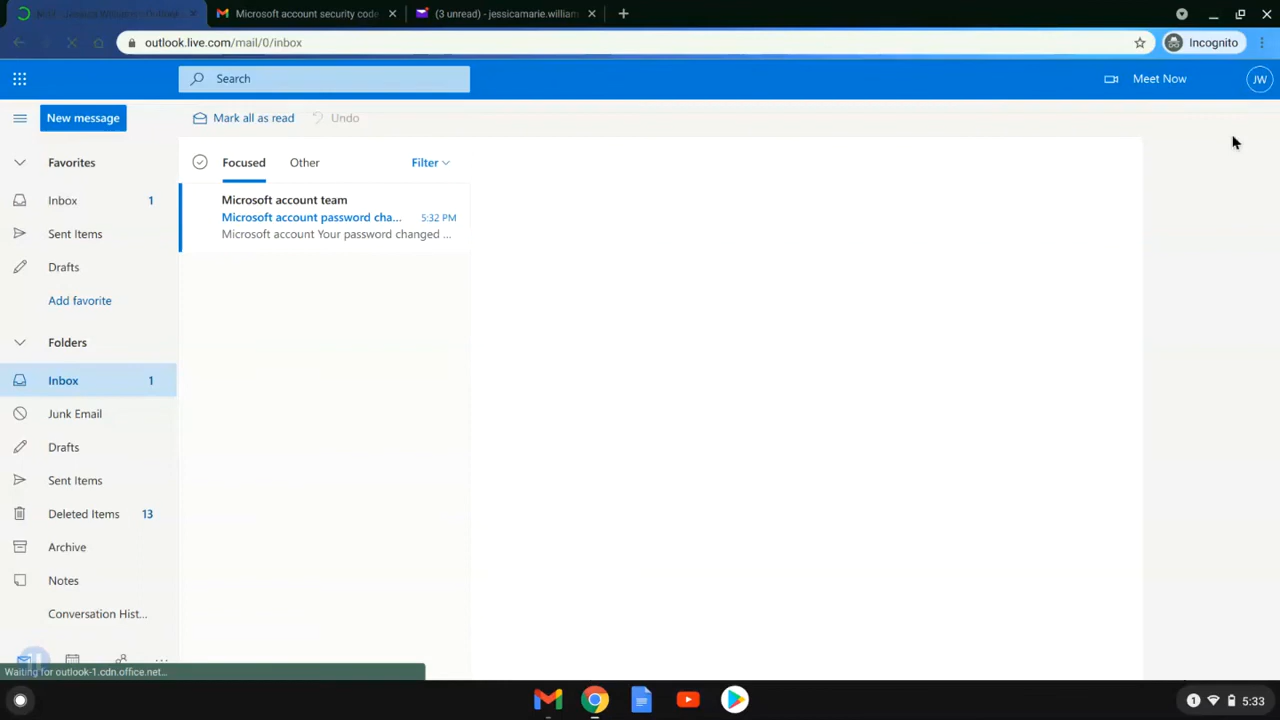 Microsoft account security code
(3 unread) - jessicamarie.william
outlook.live.com/mail/0/inbox
Incognito
Search
Meet Now
JW
New message
Mark all as read
Undo
Favorites
Focused
Other
Filter
Inbox 1
Microsoft account team
Microsoft account password cha... 5:32 PM
Microsoft account Your password changed ...
Sent Items
Drafts
Add favorite
Folders
Inbox 1
Junk Email
Drafts
Sent Items
Deleted Items 13
Archive
Notes
Conversation Hist...
Waiting for outlook-1.cdn.office.net...
1
5:33